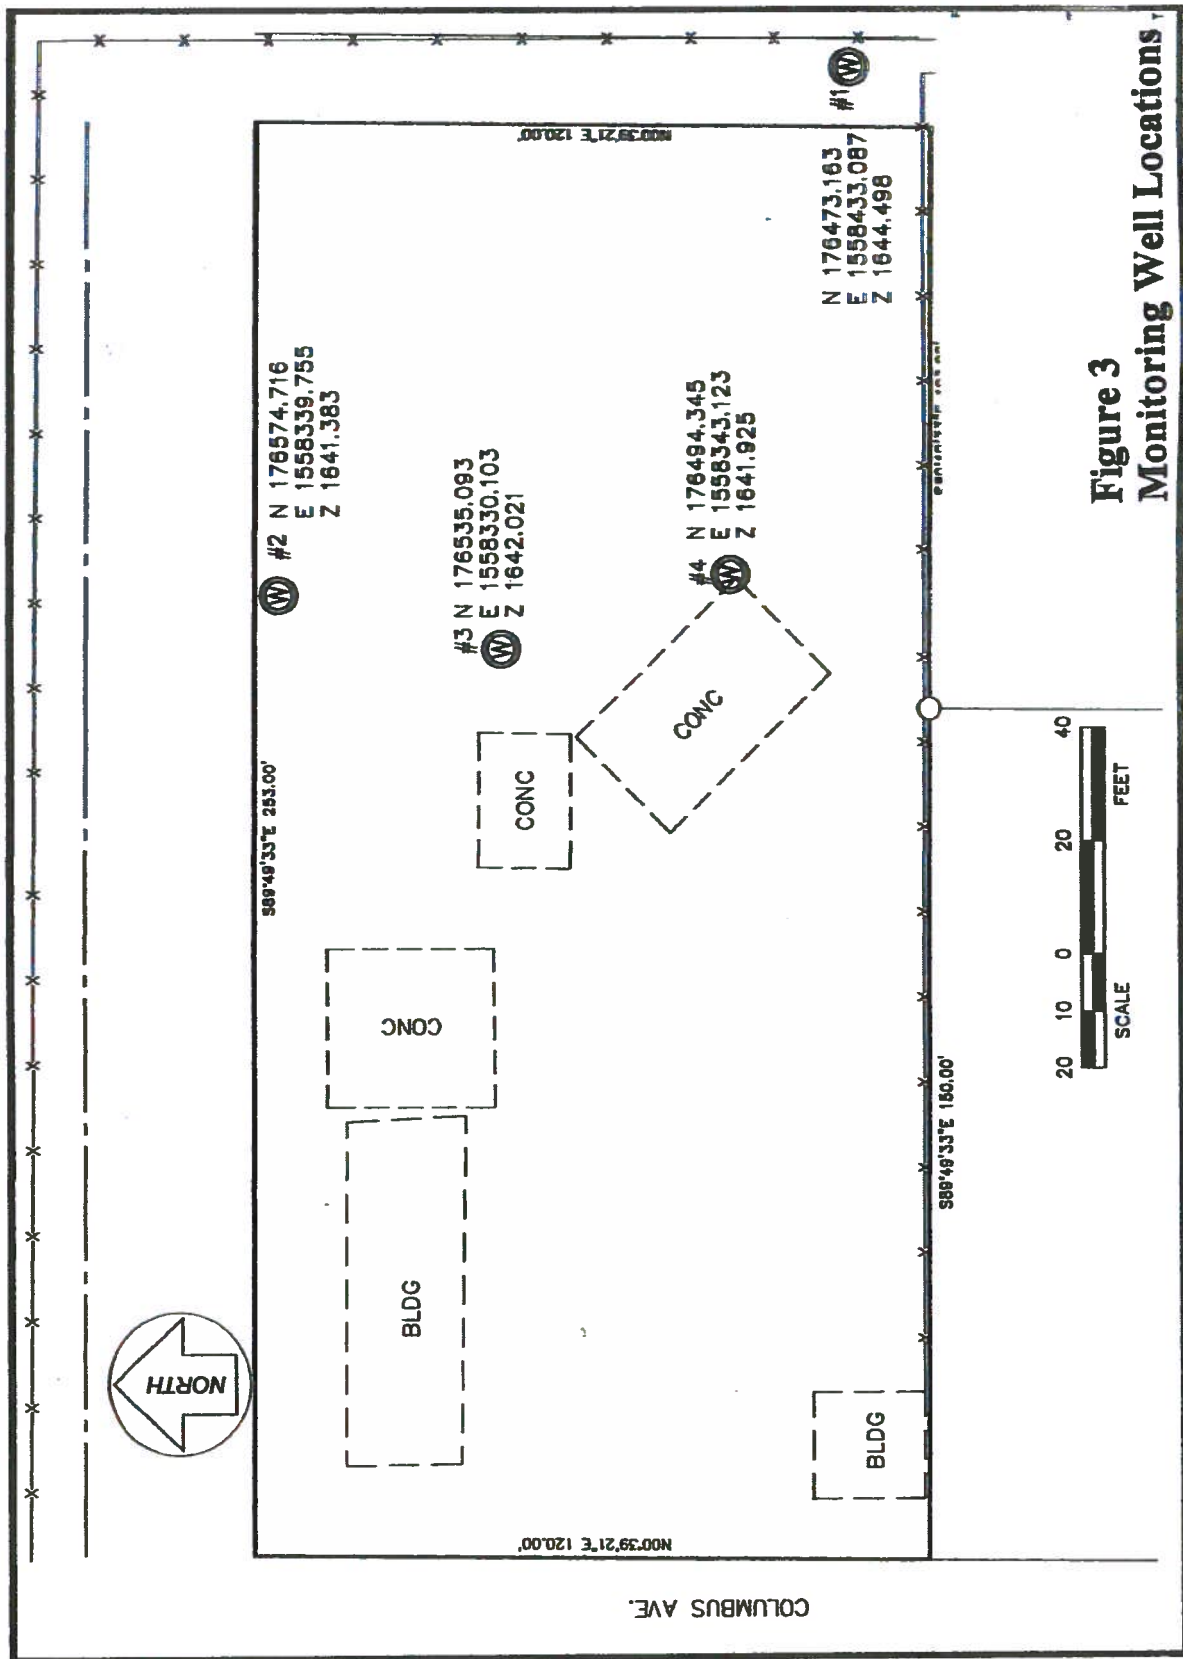 Figure 3
Monitoring Well Locations
NORTH
COLUMBUS AVE.
N00°39'21"E 120.00'
S89°49'33"E 253.00'
N00°39'21"E 120.00'
S89°49'33"E 150.00'
BLDG
BLDG
CONC
CONC
CONC
W
#2 N 176574.716
E 1558339.755
Z 1641.383
W
#3 N 176535.093
E 1558330.103
Z 1642.021
W
#4 N 176494.345
E 1558343.123
Z 1641.925
W
#1
N 176473.163
E 1558433.087
Z 1644.498
20 10 0 20 40
SCALE FEET